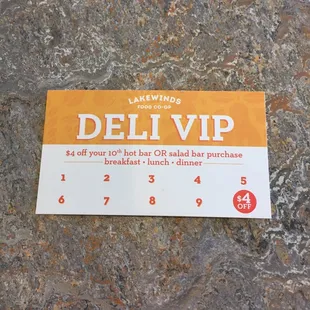 LAKEWINDS
FOOD CO-OP
DELI VIP
$4 off your 10th hot bar OR salad bar purchase
breakfast • lunch • dinner
1 2 3 4 5
6 7 8 9 $4 OFF